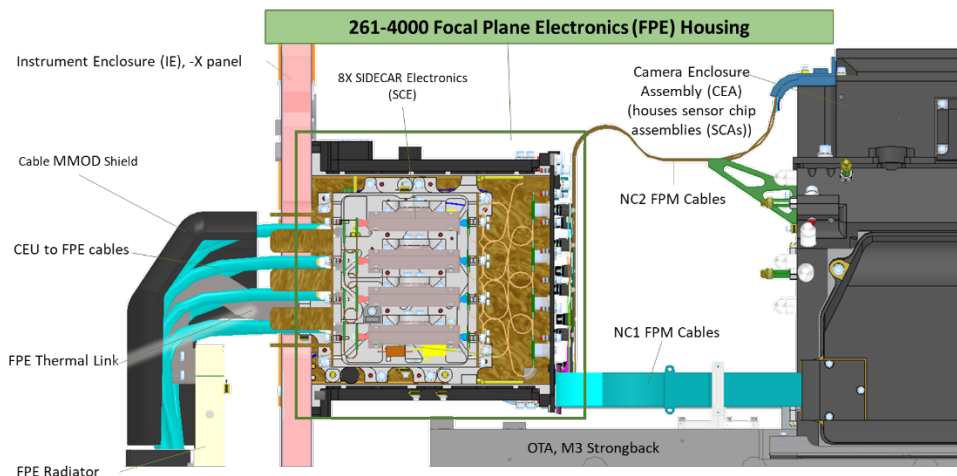 261-4000 Focal Plane Electronics (FPE) Housing
Instrument Enclosure (IE), -X panel
8X SIDECAR Electronics
(SCE)
Camera Enclosure
Assembly (CEA)
(houses sensor chip
assemblies (SCAs))
Cable MMOD Shield
NC2 FPM Cables
CEU to FPE cables
NC1 FPM Cables
FPE Thermal Link
OTA, M3 Strongback
FPE Radiator